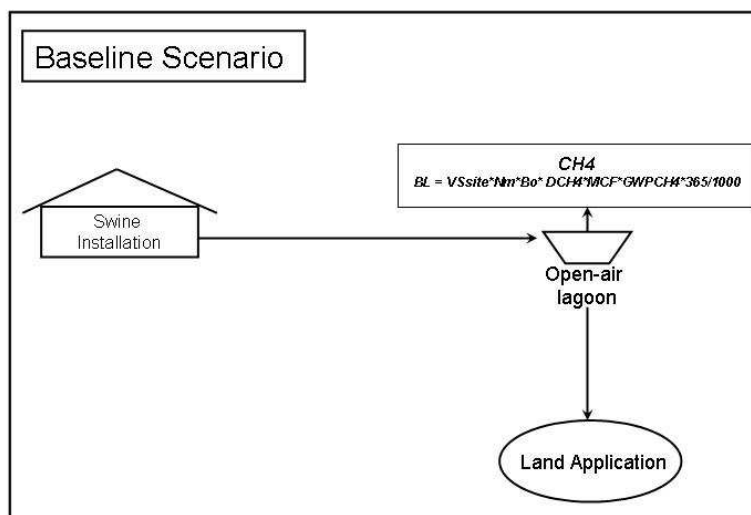 Baseline Scenario
CH4
BL = VSsite*Nm*Bo* DCH4*MCF*GWPCH4*365/1000
Swine
Installation
Open-air
lagoon
Land Application